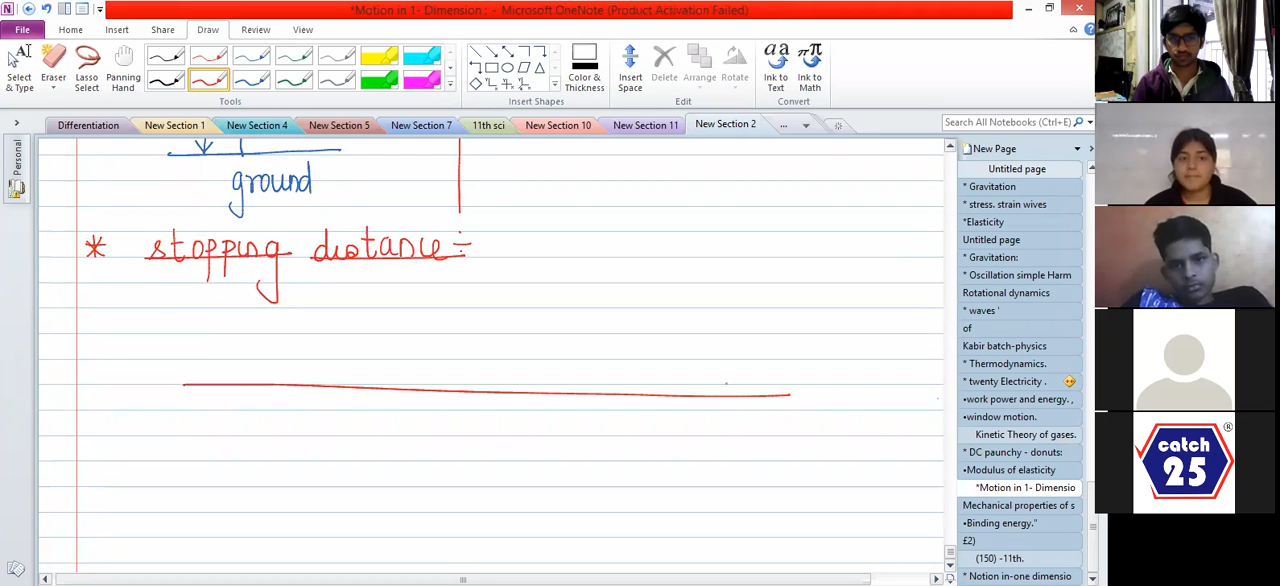 *Motion in 1- Dimension : - Microsoft OneNote (Product Activation Failed)
File Home Insert Share Draw Review View
Select & Type
Eraser
Lasso Select
Panning Hand
Color & Thickness
Insert Space
Delete
Arrange
Rotate
Ink to Text
Ink to Math
Tools
Insert Shapes
Edit
Convert
Differentiation New Section 1 New Section 4 New Section 5 New Section 7 11th sci New Section 10 New Section 11 New Section 2 ...
Search All Notebooks (Ctrl+E)
Personal
ground
* stopping distance :-
New Page
Untitled page
* Gravitation
* stress. strain wives
*Elasticity
Untitled page
* Gravitation:
* Oscillation simple Harm
Rotational dynamics
* waves '
of
Kabir batch-physics
* Thermodynamics.
* twenty Electricity .
•work power and energy. ,
•window motion.
Kinetic Theory of gases.
* DC paunchy - donuts:
•Modulus of elasticity
*Motion in 1- Dimensio
Mechanical properties of s
•Binding energy."
£2)
(150) -11th.
* Notion in-one dimensio
catch
25
®